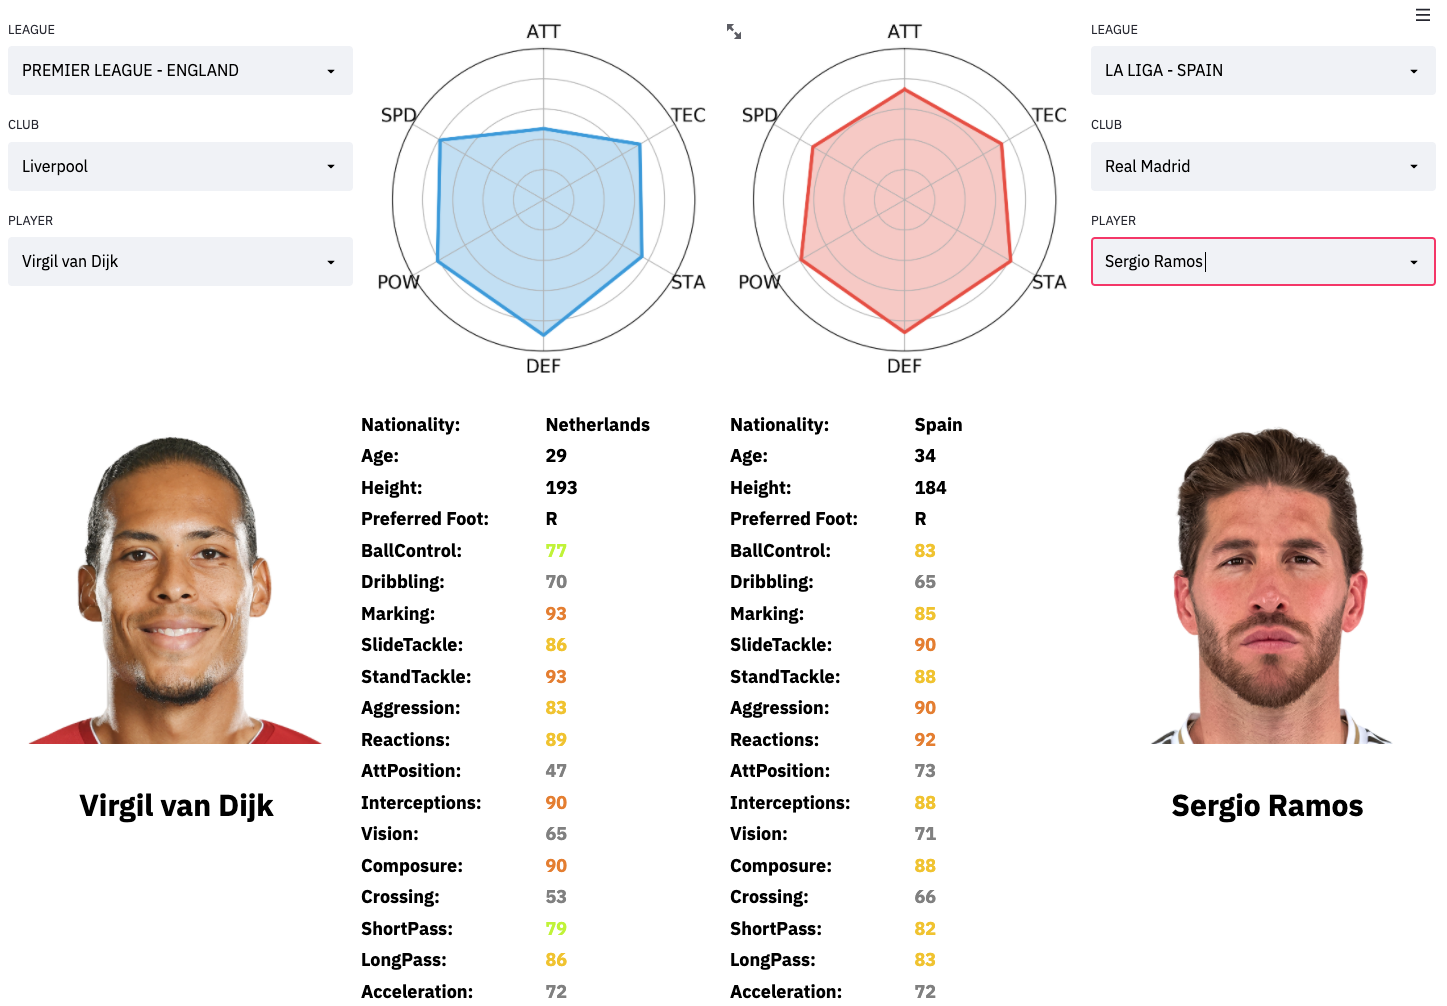 LEAGUE
PREMIER LEAGUE - ENGLAND
CLUB
Liverpool
PLAYER
Virgil van Dijk
ATT
SPD
TEC
POW
STA
DEF
ATT
SPD
TEC
POW
STA
DEF
LEAGUE
LA LIGA - SPAIN
CLUB
Real Madrid
PLAYER
Sergio Ramos
Virgil van Dijk
Nationality: Netherlands
Age: 29
Height: 193
Preferred Foot: R
BallControl: 77
Dribbling: 70
Marking: 93
SlideTackle: 86
StandTackle: 93
Aggression: 83
Reactions: 89
AttPosition: 47
Interceptions: 90
Vision: 65
Composure: 90
Crossing: 53
ShortPass: 79
LongPass: 86
Acceleration: 72
Nationality: Spain
Age: 34
Height: 184
Preferred Foot: R
BallControl: 83
Dribbling: 65
Marking: 85
SlideTackle: 90
StandTackle: 88
Aggression: 90
Reactions: 92
AttPosition: 73
Interceptions: 88
Vision: 71
Composure: 88
Crossing: 66
ShortPass: 82
LongPass: 83
Acceleration: 72
Sergio Ramos